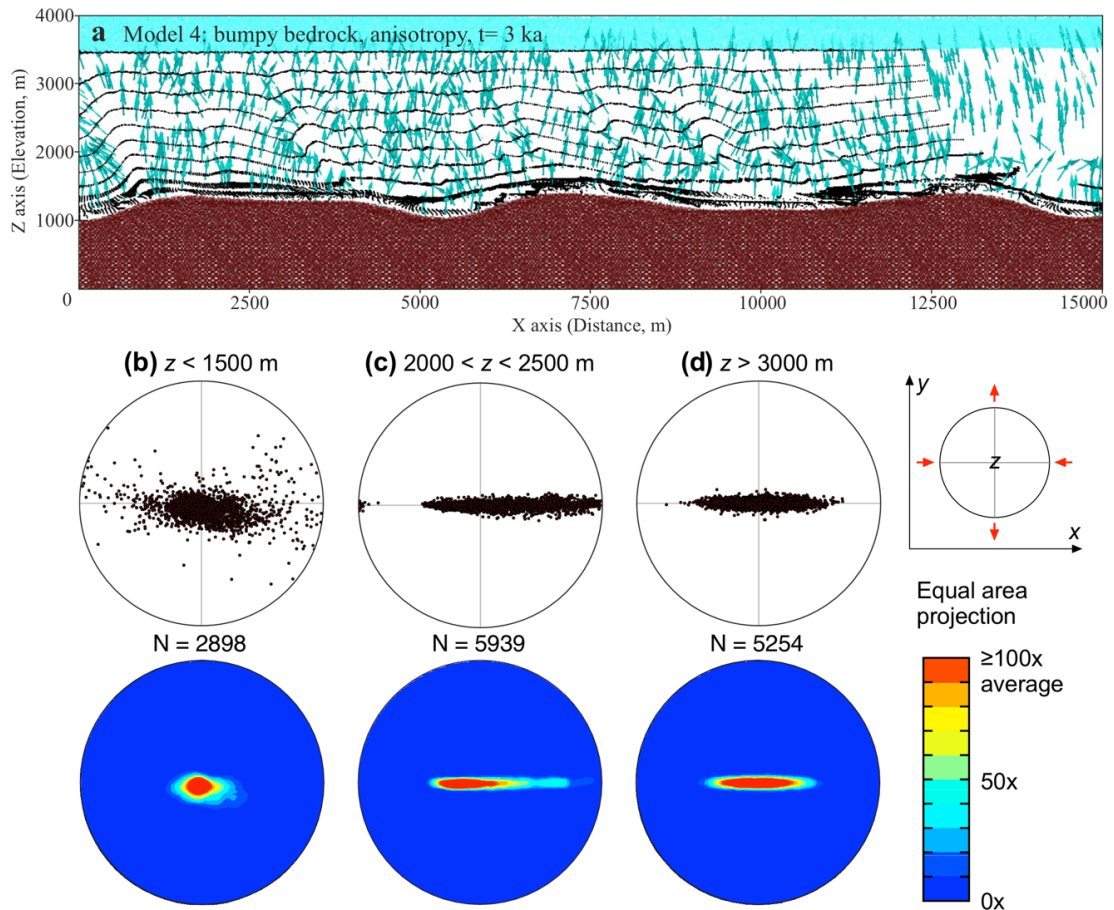 4000
a Model 4: bumpy bedrock, anisotropy, t= 3 ka
3000
2000
1000
0
Z axis (Elevation, m)
2500
5000
7500
10000
12500
15000
X axis (Distance, m)
(b) z < 1500 m
(c) 2000 < z < 2500 m
(d) z > 3000 m
y
z
x
N = 2898
N = 5939
N = 5254
Equal area
projection
≥100x
average
50x
0x